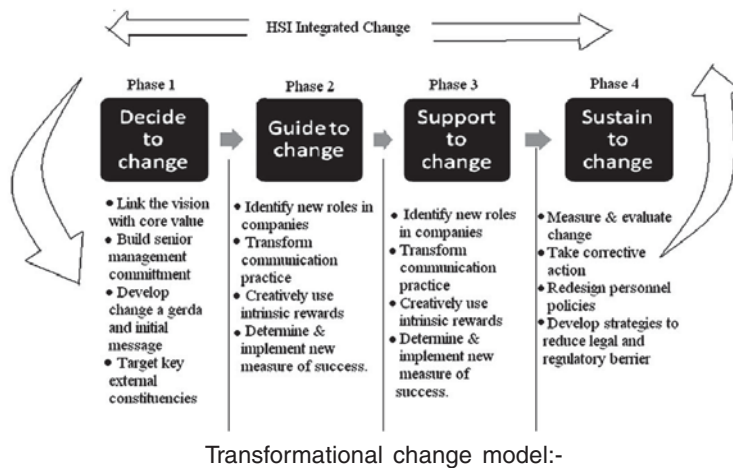 HSI Integrated Change
Phase 1
Decide
to
change
• Link the vision
with core value
• Build senior
management
committment
• Develop
change a gerda
and initial
message
• Target key
external
constituencies
Phase 2
Guide to
change
• Identify new roles in
companies
• Transform
communication
practice
• Creatively use
intrinsic rewards
• Determine &
implement new
measure of success.
Phase 3
Support
to
change
• Identify new roles
in companies
• Transform
communication
practice
• Creatively use
intrinsic rewards
• Determine &
implement new
measure of
success.
Phase 4
Sustain
to
change
• Measure & evaluate
change
• Take corrective
action
• Redesign personnel
policies
• Develop strategies to
reduce legal and
regulatory berrier
Transformational change model:-